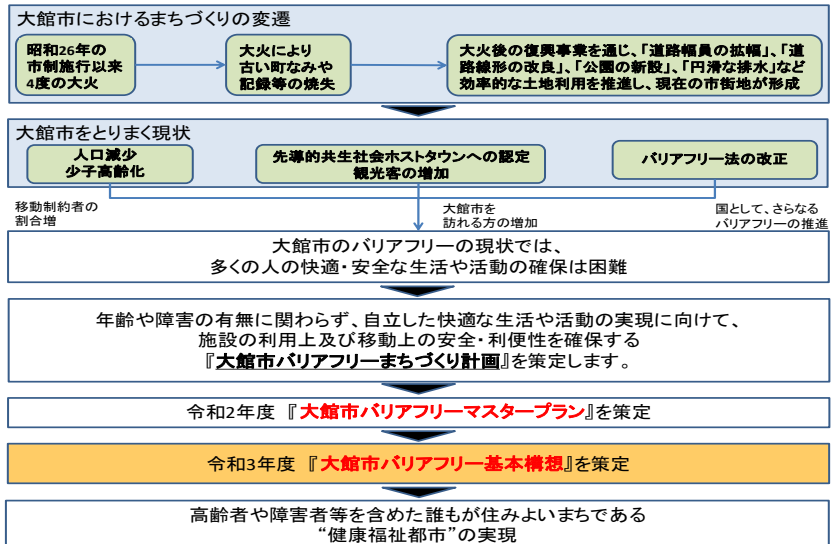 大館市におけるまちづくりの変遷
昭和26年の
市制施行以来
4度の大火
大火により
古い町なみや
記録等の焼失
大火後の復興事業を通じ、「道路幅員の拡幅」、「道
路線形の改良」、「公園の新設」、「円滑な排水」など
効率的な土地利用を推進し、現在の市街地が形成
大館市をとりまく現状
人口減少
少子高齢化
先導的共生社会ホストタウンへの認定
観光客の増加
バリアフリー法の改正
移動制約者の
割合増
大館市を
訪れる方の増加
国として、さらなる
バリアフリーの推進
大館市のバリアフリーの現状では、
多くの人の快適・安全な生活や活動の確保は困難
年齢や障害の有無に関わらず、自立した快適な生活や活動の実現に向けて、
施設の利用上及び移動上の安全・利便性を確保する
『大館市バリアフリーまちづくり計画』を策定します。
令和2年度 『大館市バリアフリーマスタープラン』を策定
令和3年度 『大館市バリアフリー基本構想』を策定
高齢者や障害者等を含めた誰もが住みよいまちである
“健康福祉都市”の実現